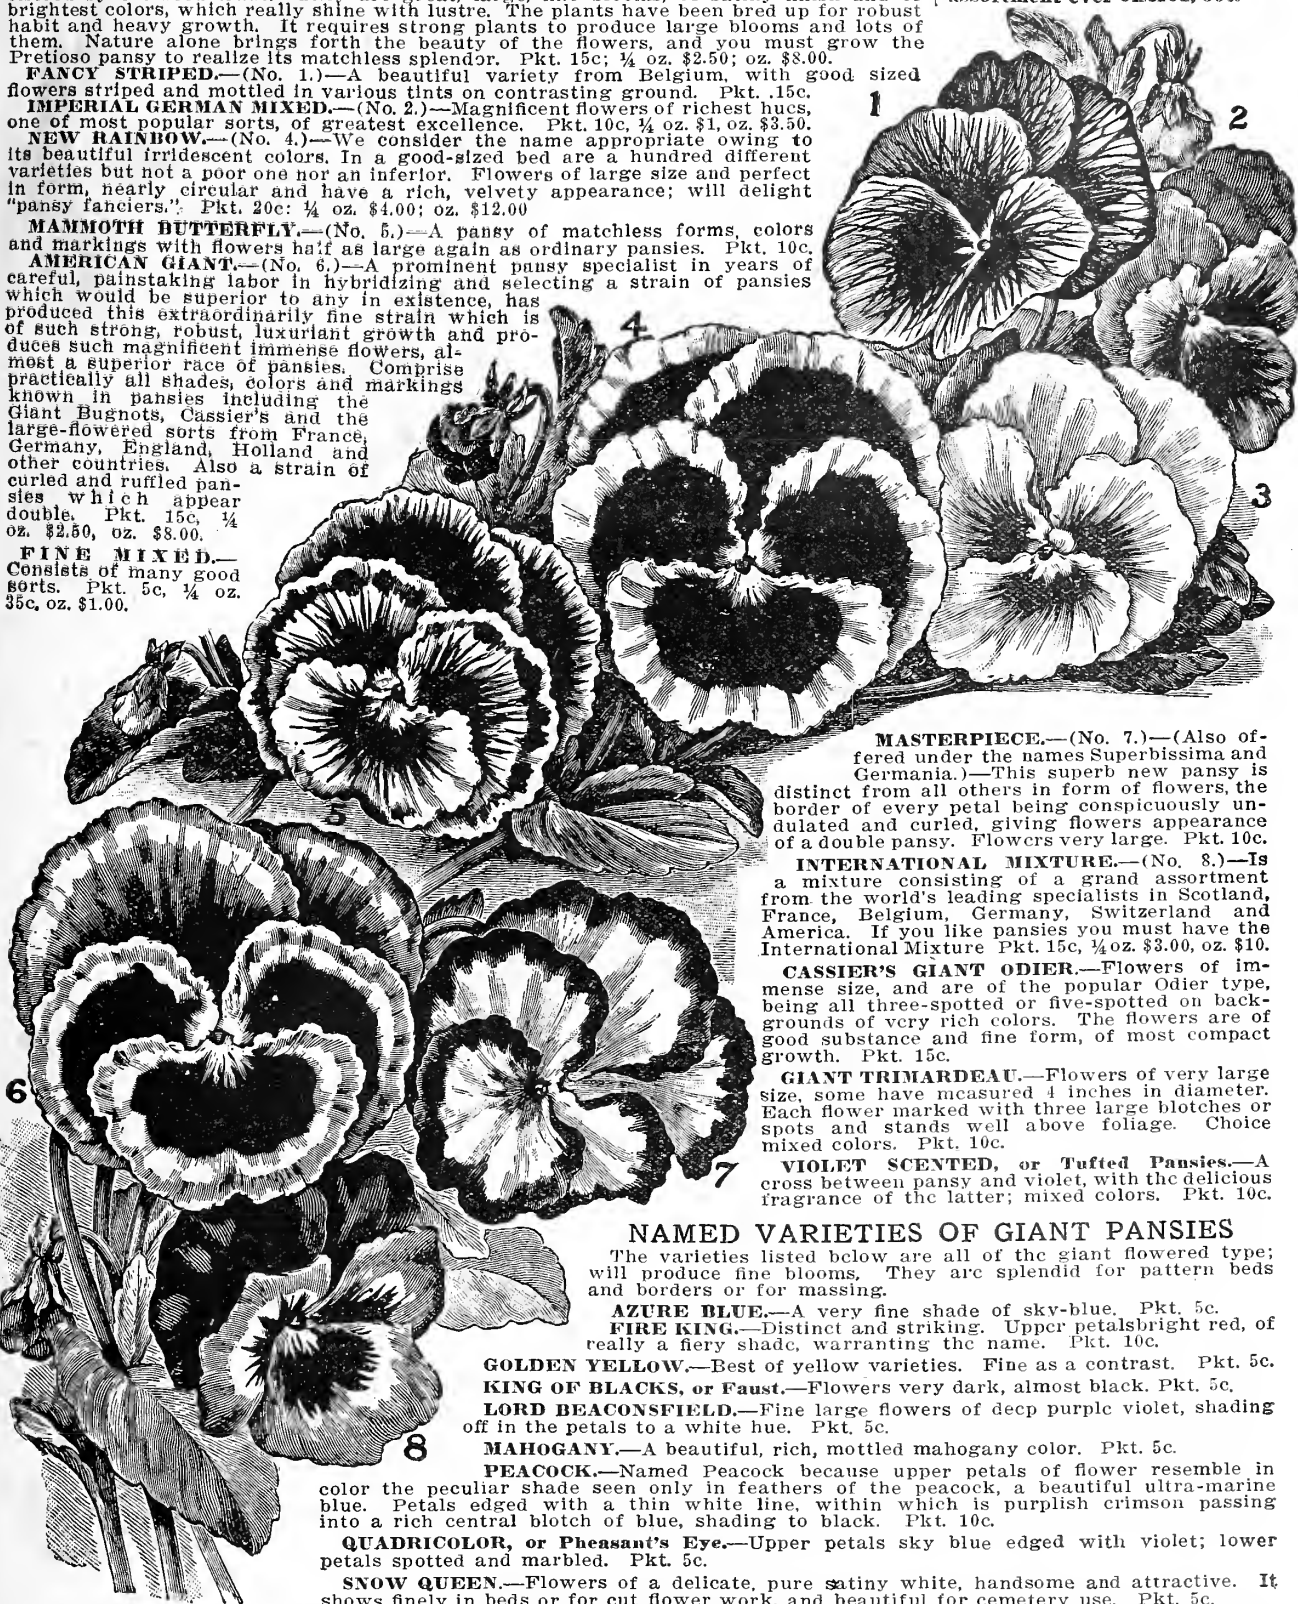 brightest colors, which really shine with lustre. The plants have been bred up for robust
habit and heavy growth. It requires strong plants to produce large blooms and lots of
them. Nature alone brings forth the beauty of the flowers, and you must grow the
Pretioso pansy to realize its matchless splendor. Pkt. 15c; ¼ oz. $2.50; oz. $8.00.
FANCY STRIPED.—(No. 1.)—A beautiful variety from Belgium, with good sized
flowers striped and mottled in various tints on contrasting ground. Pkt. .15c.
IMPERIAL GERMAN MIXED.—(No. 2.)—Magnificent flowers of richest hues,
one of most popular sorts, of greatest excellence. Pkt. 10c, ¼ oz. $1, oz. $3.50.
NEW RAINBOW.—(No. 4.)—We consider the name appropriate owing to
its beautiful irridescent colors. In a good-sized bed are a hundred different
varieties but not a poor one nor an inferior. Flowers of large size and perfect
in form, nearly circular and have a rich, velvety appearance; will delight
"pansy fanciers." Pkt. 20c: ¼ oz. $4.00; oz. $12.00
MAMMOTH BUTTERFLY.—(No. 5.)—A pansy of matchless forms, colors
and markings with flowers half as large again as ordinary pansies. Pkt. 10c.
AMERICAN GIANT.—(No. 6.)—A prominent pansy specialist in years of
careful, painstaking labor in hybridizing and selecting a strain of pansies
which would be superior to any in existence, has
produced this extraordinarily fine strain which is
of such strong, robust, luxuriant growth and pro-
duces such magnificent immense flowers, al-
most a superior race of pansies. Comprise
practically all shades, colors and markings
known in pansies including the
Giant Bugnots, Cassier's and the
large-flowered sorts from France,
Germany, England, Holland and
other countries. Also a strain of
curled and ruffled pan-
sies which appear
double. Pkt. 15c, ¼
oz. $2.50, oz. $8.00.
FINE MIXED.—
Consists of many good
sorts. Pkt. 5c, ¼ oz.
35c, oz. $1.00.
1
2
3
4
5
6
7
8
MASTERPIECE.—(No. 7.)—(Also of-
fered under the names Superbissima and
Germania.)—This superb new pansy is
distinct from all others in form of flowers, the
border of every petal being conspicuously un-
dulated and curled, giving flowers appearance
of a double pansy. Flowers very large. Pkt. 10c.
INTERNATIONAL MIXTURE.—(No. 8.)—Is
a mixture consisting of a grand assortment
from the world's leading specialists in Scotland,
France, Belgium, Germany, Switzerland and
America. If you like pansies you must have the
International Mixture Pkt. 15c, ¼ oz. $3.00, oz. $10.
CASSIER'S GIANT ODIER.—Flowers of im-
mense size, and are of the popular Odier type,
being all three-spotted or five-spotted on back-
grounds of very rich colors. The flowers are of
good substance and fine form, of most compact
growth. Pkt. 15c.
GIANT TRIMARDEAU.—Flowers of very large
size, some have measured 4 inches in diameter.
Each flower marked with three large blotches or
spots and stands well above foliage. Choice
mixed colors. Pkt. 10c.
VIOLET SCENTED, or Tufted Pansies.—A
cross between pansy and violet, with the delicious
fragrance of the latter; mixed colors. Pkt. 10c.
NAMED VARIETIES OF GIANT PANSIES
The varieties listed below are all of the giant flowered type;
will produce fine blooms, They are splendid for pattern beds
and borders or for massing.
AZURE BLUE.—A very fine shade of sky-blue. Pkt. 5c.
FIRE KING.—Distinct and striking. Upper petalsbright red, of
really a fiery shade, warranting the name. Pkt. 10c.
GOLDEN YELLOW.—Best of yellow varieties. Fine as a contrast. Pkt. 5c.
KING OF BLACKS, or Faust.—Flowers very dark, almost black. Pkt. 5c.
LORD BEACONSFIELD.—Fine large flowers of deep purple violet, shading
off in the petals to a white hue. Pkt. 5c.
MAHOGANY.—A beautiful, rich, mottled mahogany color. Pkt. 5c.
PEACOCK.—Named Peacock because upper petals of flower resemble in
color the peculiar shade seen only in feathers of the peacock, a beautiful ultra-marine
blue. Petals edged with a thin white line, within which is purplish crimson passing
into a rich central blotch of blue, shading to black. Pkt. 10c.
QUADRICOLOR, or Pheasant's Eye.—Upper petals sky blue edged with violet; lower
petals spotted and marbled. Pkt. 5c.
SNOW QUEEN.—Flowers of a delicate, pure satiny white, handsome and attractive. It
shows finely in beds or for cut flower work, and beautiful for cemetery use. Pkt. 5c.